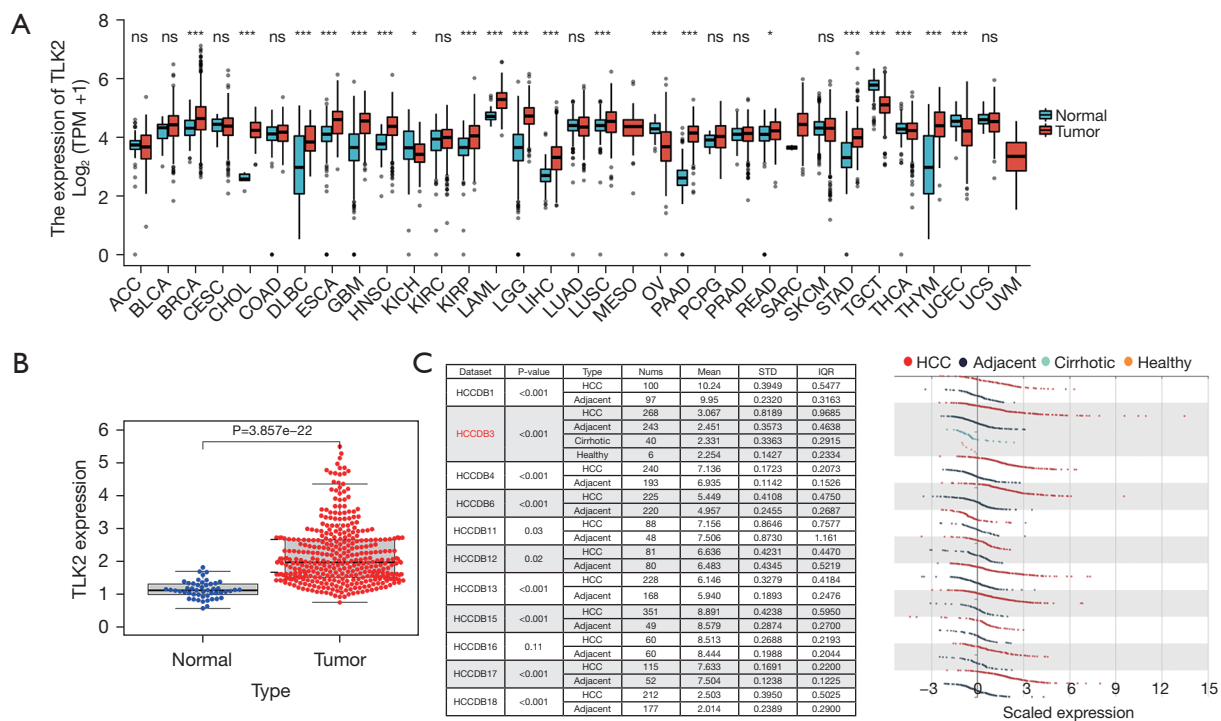 A
The expression of TLK2
Log2 (TPM +1)
8
6
4
2
0
ns ns *** ns *** ns *** *** *** *** * ns *** *** *** *** ns *** *** *** ns ns * ns *** *** *** *** *** ns
Normal
Tumor
ACC BLCA BRCA CESC CHOL COAD DLBC ESCA GBM HNSC KICH KIRC KIRP LAML LGG LIHC LUAD LUSC MESO OV PAAD PCPG PRAD READ SARC SKCM STAD TGCT THCA THYM UCEC UCS UVM
B
TLK2 expression
6
5
4
3
2
1
0
P=3.857e−22
Normal Tumor
Type
C
Dataset P-value Type Nums Mean STD IQR
HCCDB1 <0.001 HCC 100 10.24 0.3949 0.5477
Adjacent 97 9.95 0.2320 0.3163
HCCDB3 <0.001 HCC 268 3.067 0.8189 0.9685
Adjacent 243 2.451 0.3573 0.4638
Cirrhotic 40 2.331 0.3363 0.2915
Healthy 6 2.254 0.1427 0.2334
HCCDB4 <0.001 HCC 240 7.136 0.1723 0.2073
Adjacent 193 6.935 0.1142 0.1526
HCCDB6 <0.001 HCC 225 5.449 0.4108 0.4750
Adjacent 220 4.957 0.2455 0.2687
HCCDB11 0.03 HCC 88 7.156 0.8646 0.7577
Adjacent 48 7.506 0.8730 1.161
HCCDB12 0.02 HCC 81 6.636 0.4231 0.4470
Adjacent 80 6.483 0.4345 0.5219
HCCDB13 <0.001 HCC 228 6.146 0.3279 0.4184
Adjacent 168 5.940 0.1893 0.2476
HCCDB15 <0.001 HCC 351 8.891 0.4238 0.5950
Adjacent 49 8.579 0.2874 0.2700
HCCDB16 0.11 HCC 60 8.513 0.2688 0.2193
Adjacent 60 8.444 0.1988 0.2044
HCCDB17 <0.001 HCC 115 7.633 0.1691 0.2200
Adjacent 52 7.504 0.1238 0.1225
HCCDB18 <0.001 HCC 212 2.503 0.3950 0.5025
Adjacent 177 2.014 0.2389 0.2900
HCC Adjacent Cirrhotic Healthy
−3 0 3 6 9 12 15
Scaled expression